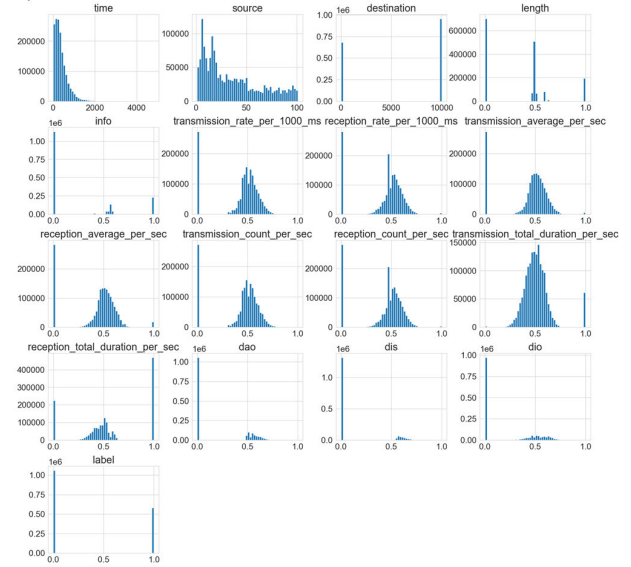 time source destination length
1e6
200000 100000 0
0 2000 4000
100000 50000 0
0 50 100
1.00 0.75 0.50 0.25 0.00
0 5000 10000
600000 400000 200000 0
0.0 0.5 1.0
info transmission_rate_per_1000_ms reception_rate_per_1000_ms transmission_average_per_sec
1e6
1.00 0.75 0.50 0.25 0.00
0.0 0.5 1.0
200000 100000 0
0.0 0.5 1.0
200000 100000 0
0.0 0.5 1.0
200000 100000 0
0.0 0.5 1.0
reception_average_per_sec transmission_count_per_sec reception_count_per_sec transmission_total_duration_per_sec
200000 100000 0
0.0 0.5 1.0
200000 100000 0
0.0 0.5 1.0
200000 100000 0
0.0 0.5 1.0
150000 100000 50000 0
0.0 0.5 1.0
reception_total_duration_per_sec dao dis dio
400000 300000 200000 100000 0
0.0 0.5 1.0
1e6
1.00 0.75 0.50 0.25 0.00
0.0 0.5 1.0
1e6
1.5 1.0 0.5 0.0
0.0 0.5 1.0
1e6
1.00 0.75 0.50 0.25 0.00
0.0 0.5 1.0
label
1e6
1.00 0.75 0.50 0.25 0.00
0.0 0.5 1.0